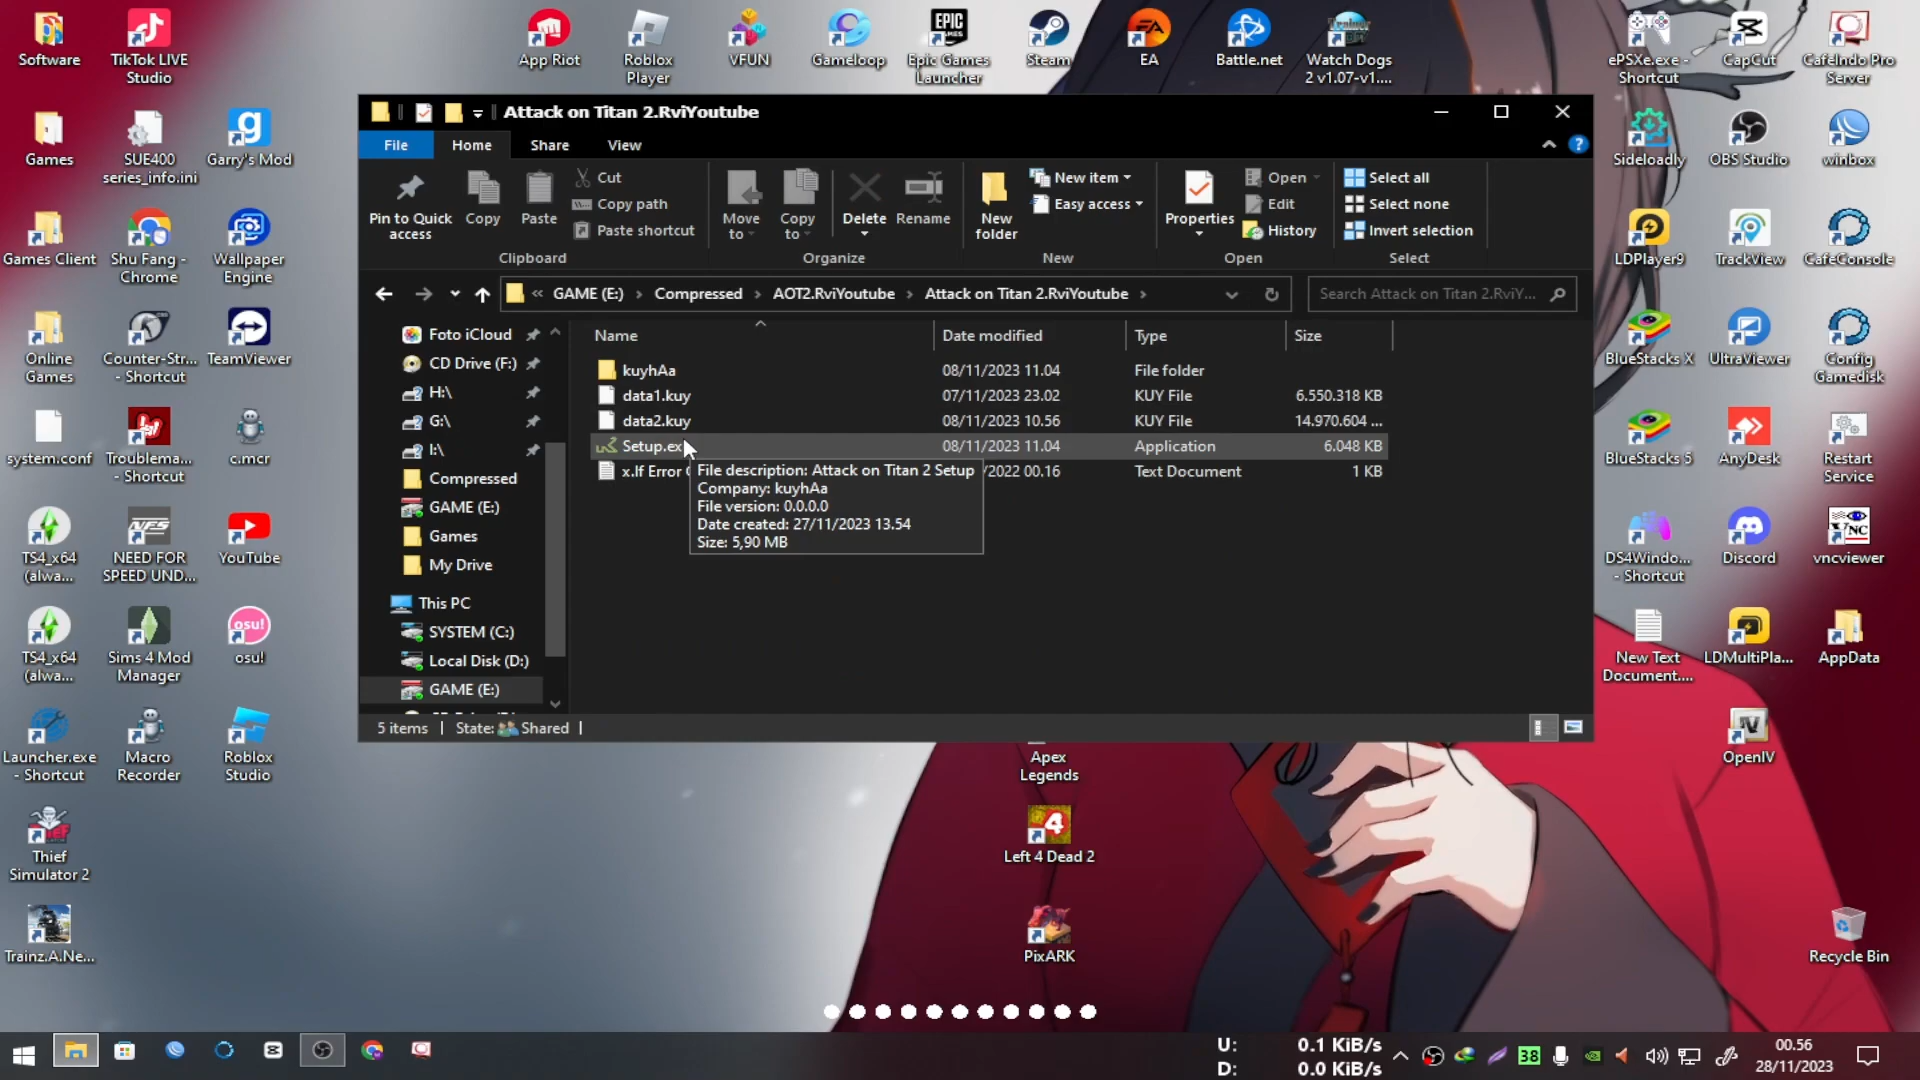 Software
TikTok LIVE
Studio
Games
SUE400
series_info.ini
Garry's Mod
Games Client
Shu Fang -
Chrome
Wallpaper
Engine
Online
Games
Counter-Str...
- Shortcut
TeamViewer
system.conf
Troublema...
- Shortcut
c.mcr
TS4_x64
(alwa...
NEED FOR
SPEED UND...
YouTube
TS4_x64
(alwa...
Sims 4 Mod
Manager
osu!
Launcher.exe
- Shortcut
Macro
Recorder
Roblox
Studio
Thief
Simulator 2
Trainz.A.Ne...
App Riot
Roblox
Player
VFUN
Gameloop
Epic Games
Launcher
Steam
EA
Battle.net
Watch Dogs
2 v1.07-v1....
Attack on Titan 2.RviYoutube
File
Home
Share
View
Pin to Quick
access
Copy
Paste
Cut
Copy path
Paste shortcut
Clipboard
Move
to
Copy
to
Delete
Rename
Organize
New
folder
New item
Easy access
New
Properties
Open
Edit
History
Open
Select all
Select none
Invert selection
Select
« GAME (E:) › Compressed › AOT2.RviYoutube › Attack on Titan 2.RviYoutube ›
Search Attack on Titan 2.RviY...
Foto iCloud
CD Drive (F:)
H:\
G:\
I:\
Compressed
GAME (E:)
Games
My Drive
This PC
SYSTEM (C:)
Local Disk (D:)
GAME (E:)
Name Date modified Type Size
kuyhAa 08/11/2023 11.04 File folder
data1.kuy 07/11/2023 23.02 KUY File 6.550.318 KB
data2.kuy 08/11/2023 10.56 KUY File 14.970.604 ...
Setup.ex 08/11/2023 11.04 Application 6.048 KB
x.If Error /2022 00.16 Text Document 1 KB
File description: Attack on Titan 2 Setup
Company: kuyhAa
File version: 0.0.0.0
Date created: 27/11/2023 13.54
Size: 5,90 MB
5 items State: Shared
Apex
Legends
Left 4 Dead 2
PixARK
ePSXe.exe -
Shortcut
CapCut
CafeIndo Pro
Server
Sideloadly
OBS Studio
winbox
LDPlayer9
TrackView
CafeConsole
BlueStacks X
UltraViewer
Config
Gamedisk
BlueStacks 5
AnyDesk
Restart
Service
DS4Windo...
- Shortcut
Discord
vncviewer
New Text
Document....
LDMultiPla...
AppData
OpenIV
Recycle Bin
U: 0.1 KiB/s
D: 0.0 KiB/s
38
00.56
28/11/2023